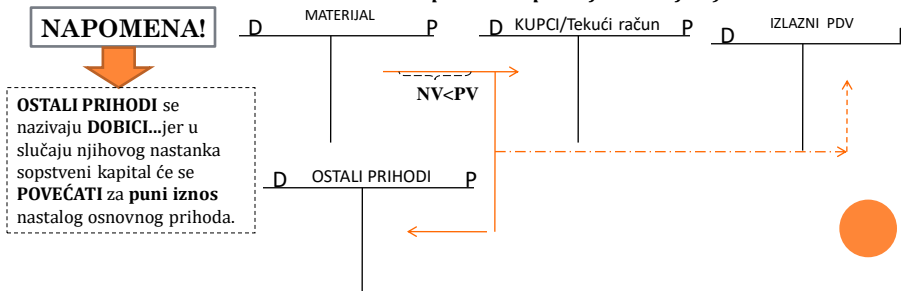 NAPOMENA!
D MATERIJAL P
D KUPCI/Tekući račun P
D IZLAZNI PDV
NV<PV
OSTALI PRIHODI se
nazivaju DOBICI...jer u
slučaju njihovog nastanka
sopstveni kapital će se
POVEĆATI za puni iznos
nastalog osnovnog prihoda.
D OSTALI PRIHODI P